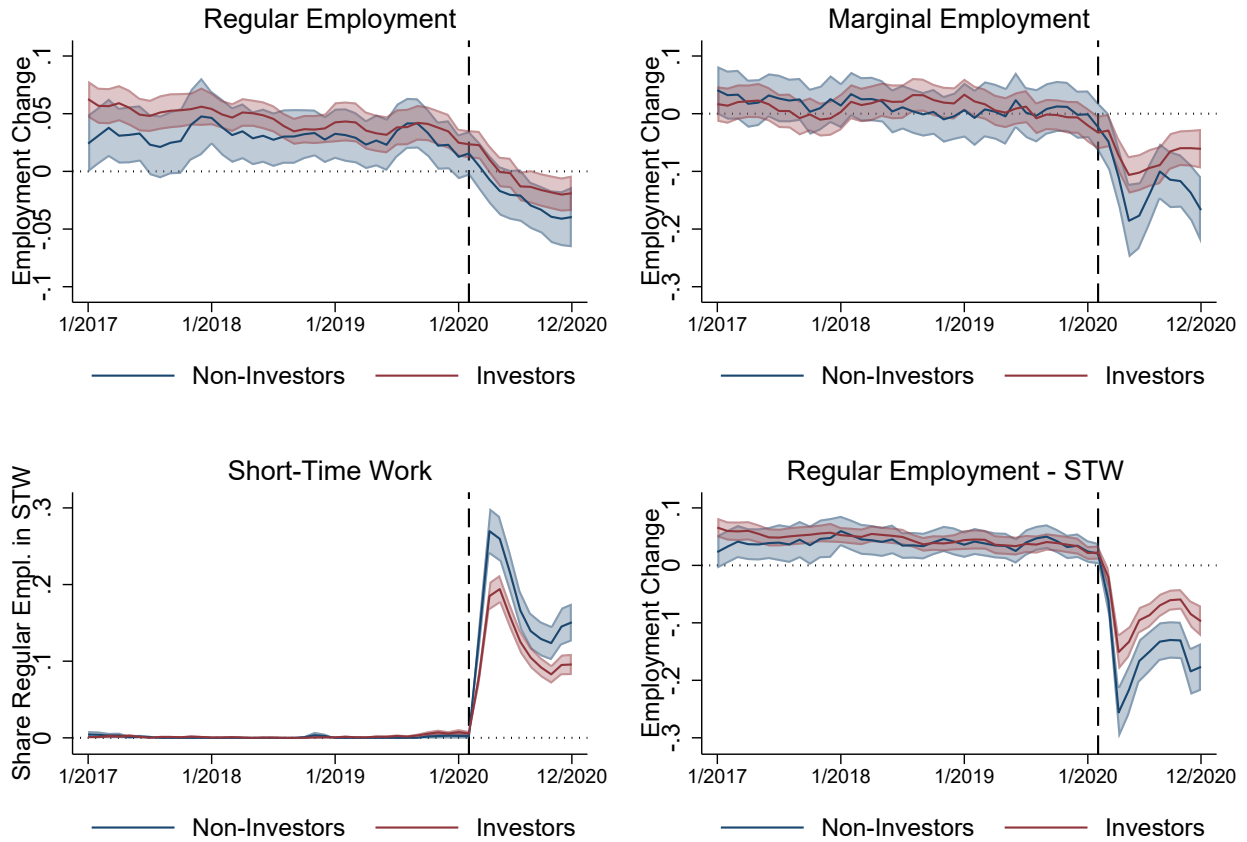 Regular Employment
Employment Change
.1
.05
0
-.05
-.1
1/2017 1/2018 1/2019 1/2020 12/2020
Non-Investors Investors
Marginal Employment
Employment Change
.1
0
-.1
-.2
-.3
1/2017 1/2018 1/2019 1/2020 12/2020
Non-Investors Investors
Short-Time Work
Share Regular Empl. in STW
.3
.2
.1
0
1/2017 1/2018 1/2019 1/2020 12/2020
Non-Investors Investors
Regular Employment - STW
Employment Change
.1
0
-.1
-.2
-.3
1/2017 1/2018 1/2019 1/2020 12/2020
Non-Investors Investors